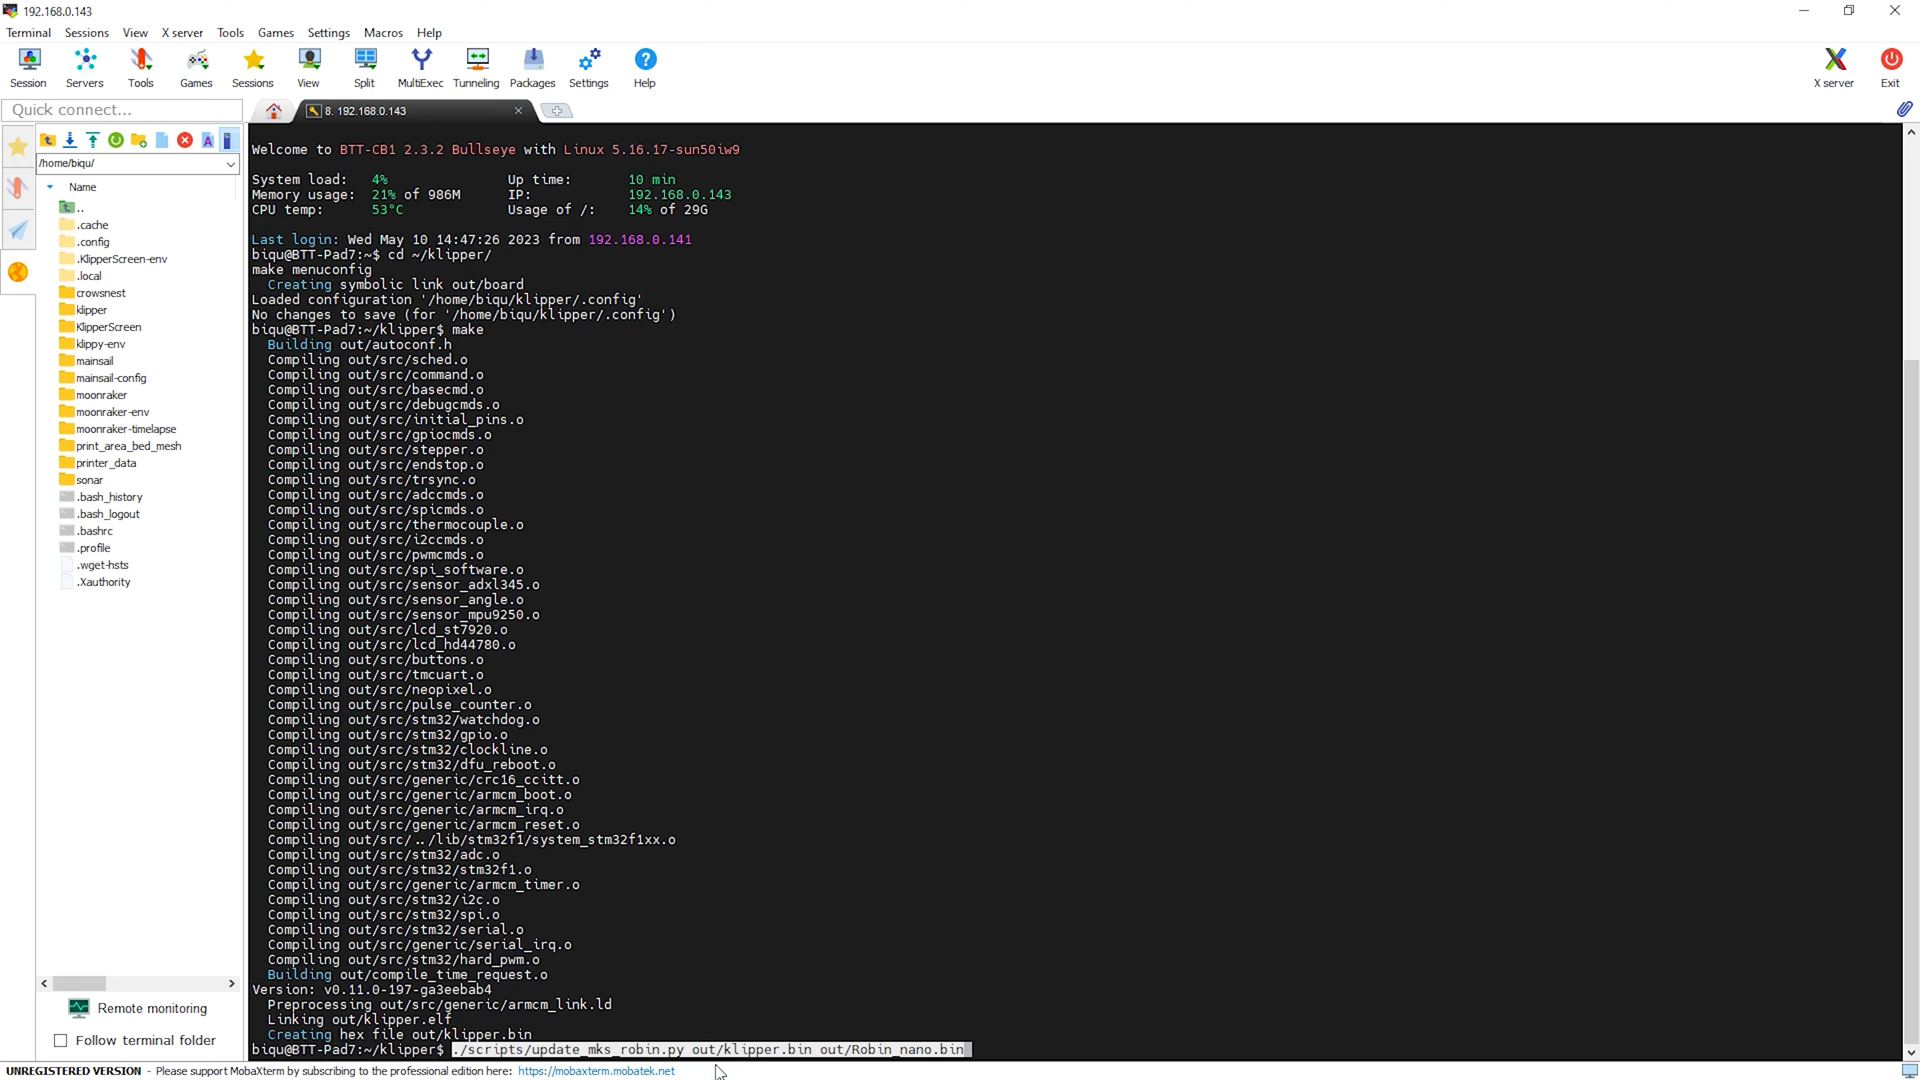 192.168.0.143
Terminal Sessions View X server Tools Games Settings Macros Help
Session Servers Tools Games Sessions View Split MultiExec Tunneling Packages Settings Help X server Exit
Quick connect...
8. 192.168.0.143
/home/biqu/
Name
..
.cache
.config
.KlipperScreen-env
.local
crowsnest
klipper
KlipperScreen
klippy-env
mainsail
mainsail-config
moonraker
moonraker-env
moonraker-timelapse
print_area_bed_mesh
printer_data
sonar
.bash_history
.bash_logout
.bashrc
.profile
.wget-hsts
.Xauthority
Remote monitoring
Follow terminal folder
Welcome to BTT-CB1 2.3.2 Bullseye with Linux 5.16.17-sun50iw9
System load: 4% Up time: 10 min
Memory usage: 21% of 986M IP: 192.168.0.143
CPU temp: 53°C Usage of /: 14% of 29G
Last login: Wed May 10 14:47:26 2023 from 192.168.0.141
biqu@BTT-Pad7:~$ cd ~/klipper/
make menuconfig
Creating symbolic link out/board
Loaded configuration '/home/biqu/klipper/.config'
No changes to save (for '/home/biqu/klipper/.config')
biqu@BTT-Pad7:~/klipper$ make
Building out/autoconf.h
Compiling out/src/sched.o
Compiling out/src/command.o
Compiling out/src/basecmd.o
Compiling out/src/debugcmds.o
Compiling out/src/initial_pins.o
Compiling out/src/gpiocmds.o
Compiling out/src/stepper.o
Compiling out/src/endstop.o
Compiling out/src/trsync.o
Compiling out/src/adccmds.o
Compiling out/src/spicmds.o
Compiling out/src/thermocouple.o
Compiling out/src/i2ccmds.o
Compiling out/src/pwmcmds.o
Compiling out/src/spi_software.o
Compiling out/src/sensor_adxl345.o
Compiling out/src/sensor_angle.o
Compiling out/src/sensor_mpu9250.o
Compiling out/src/lcd_st7920.o
Compiling out/src/lcd_hd44780.o
Compiling out/src/buttons.o
Compiling out/src/tmcuart.o
Compiling out/src/neopixel.o
Compiling out/src/pulse_counter.o
Compiling out/src/stm32/watchdog.o
Compiling out/src/stm32/gpio.o
Compiling out/src/stm32/clockline.o
Compiling out/src/stm32/dfu_reboot.o
Compiling out/src/generic/crc16_ccitt.o
Compiling out/src/generic/armcm_boot.o
Compiling out/src/generic/armcm_irq.o
Compiling out/src/generic/armcm_reset.o
Compiling out/src/../lib/stm32f1/system_stm32f1xx.o
Compiling out/src/stm32/adc.o
Compiling out/src/stm32/stm32f1.o
Compiling out/src/generic/armcm_timer.o
Compiling out/src/stm32/i2c.o
Compiling out/src/stm32/spi.o
Compiling out/src/stm32/serial.o
Compiling out/src/generic/serial_irq.o
Compiling out/src/stm32/hard_pwm.o
Building out/compile_time_request.o
Version: v0.11.0-197-ga3eebab4
Preprocessing out/src/generic/armcm_link.ld
Linking out/klipper.elf
Creating hex file out/klipper.bin
biqu@BTT-Pad7:~/klipper$ ./scripts/update_mks_robin.py out/klipper.bin out/Robin_nano.bin
UNREGISTERED VERSION - Please support MobaXterm by subscribing to the professional edition here: https://mobaxterm.mobatek.net